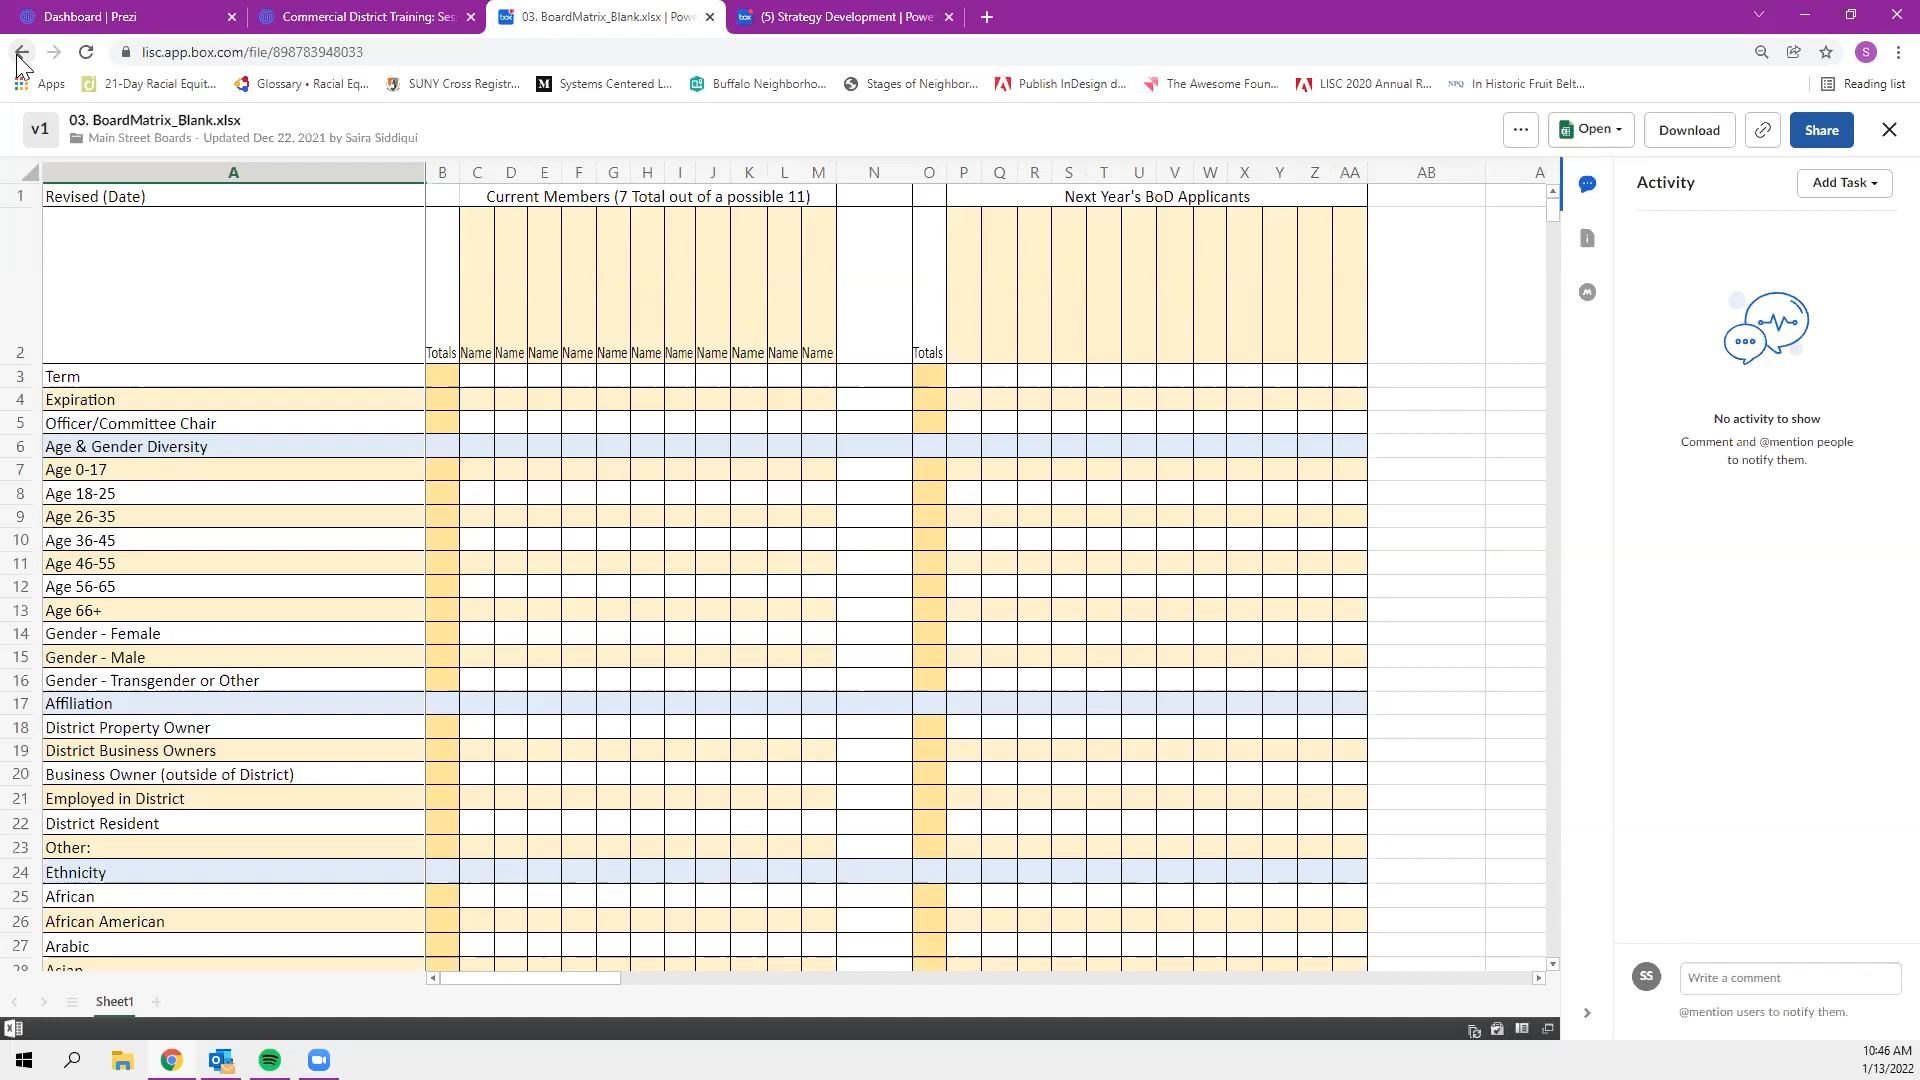 Dashboard | Prezi
Commercial District Training: Ses
03. BoardMatrix_Blank.xlsx | Powe
(5) Strategy Development | Powe
lisc.app.box.com/file/898783948033
S
Apps
21-Day Racial Equit...
Glossary • Racial Eq...
SUNY Cross Registr...
Systems Centered L...
Buffalo Neighborho...
Stages of Neighbor...
Publish InDesign d...
The Awesome Foun...
LISC 2020 Annual R...
NPQ In Historic Fruit Belt...
Reading list
v1
03. BoardMatrix_Blank.xlsx
Main Street Boards - Updated Dec 22, 2021 by Saira Siddiqui
Open
Download
Share
A B C D E F G H I J K L M N O P Q R S T U V W X Y Z AA AB
1 Revised (Date) Current Members (7 Total out of a possible 11) Next Year's BoD Applicants
2 Totals Name Name Name Name Name Name Name Name Name Name Name Totals
3 Term
4 Expiration
5 Officer/Committee Chair
6 Age & Gender Diversity
7 Age 0-17
8 Age 18-25
9 Age 26-35
10 Age 36-45
11 Age 46-55
12 Age 56-65
13 Age 66+
14 Gender - Female
15 Gender - Male
16 Gender - Transgender or Other
17 Affiliation
18 District Property Owner
19 District Business Owners
20 Business Owner (outside of District)
21 Employed in District
22 District Resident
23 Other:
24 Ethnicity
25 African
26 African American
27 Arabic
28 Asian
Sheet1
Activity
Add Task
No activity to show
Comment and @mention people
to notify them.
SS
Write a comment
@mention users to notify them.
10:46 AM
1/13/2022